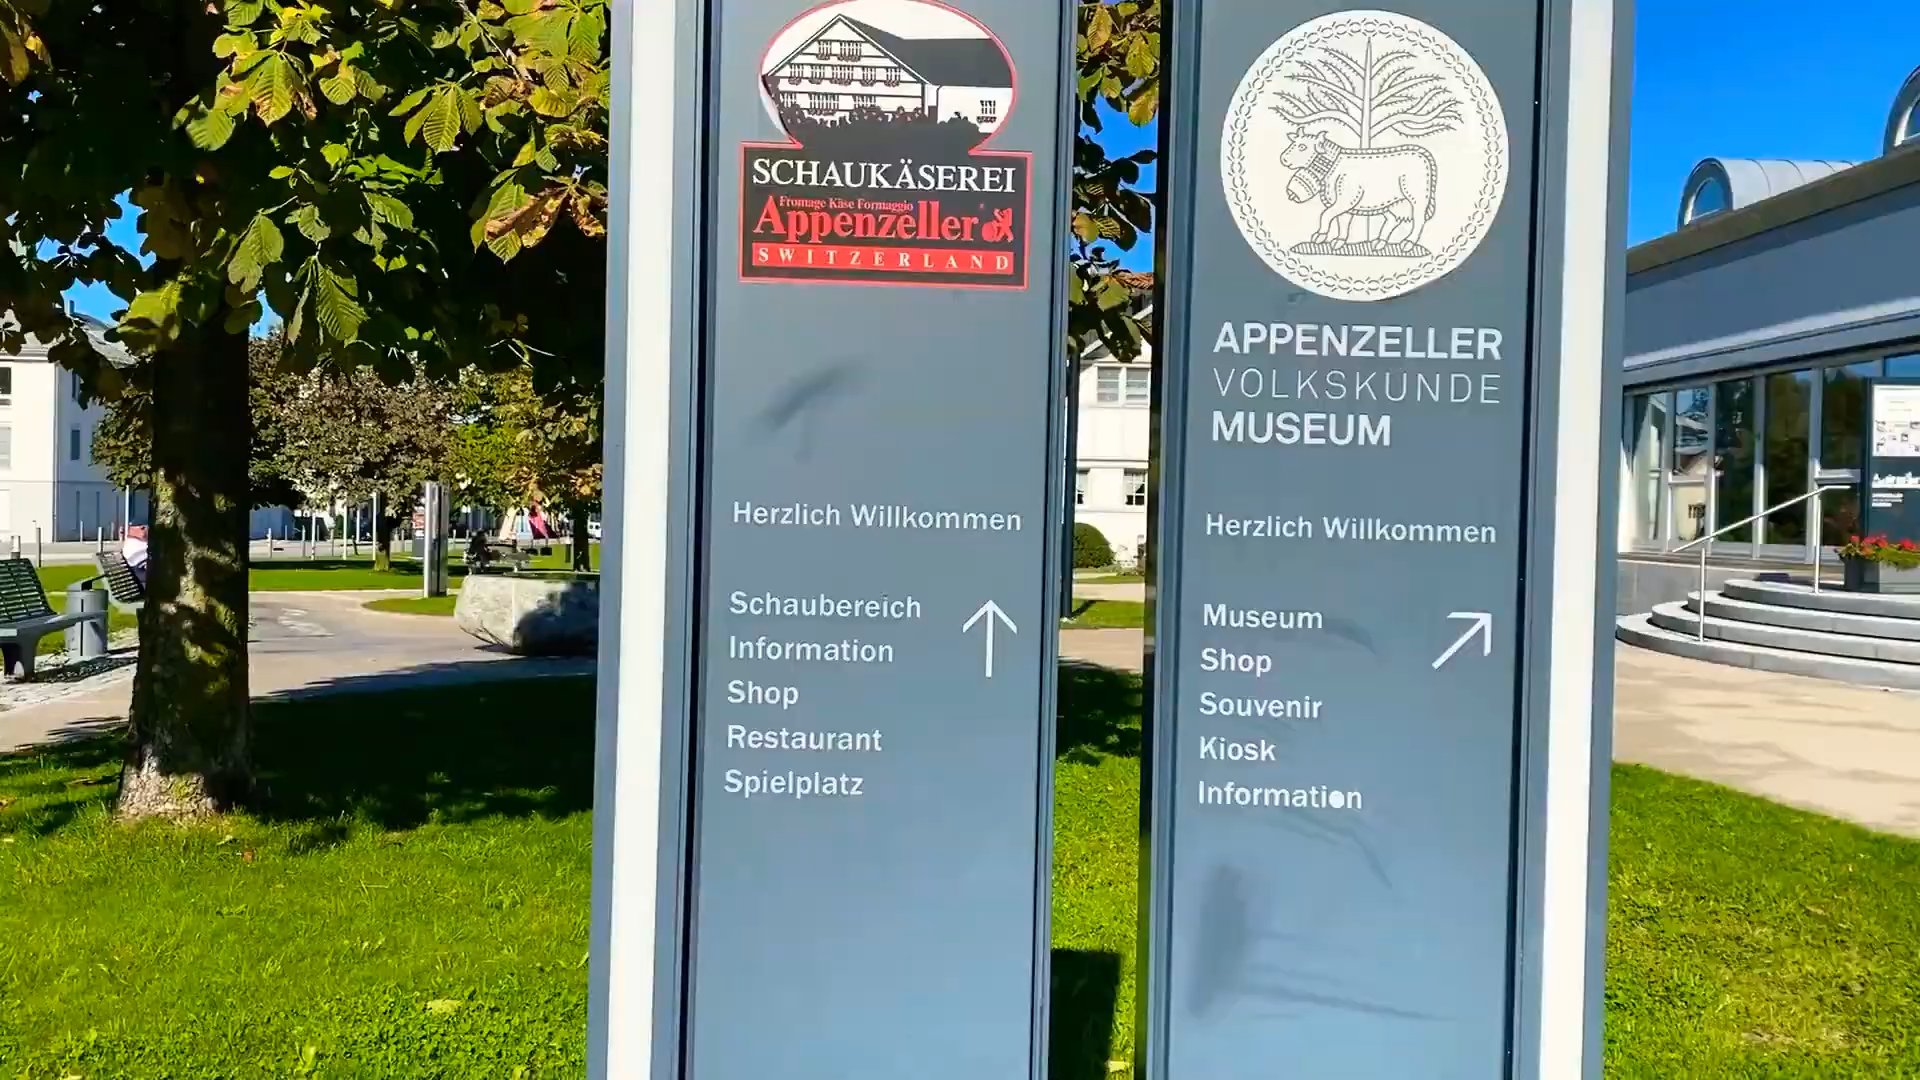 SCHAUKÄSEREI
Fromage Käse Formaggio
Appenzeller
SWITZERLAND
Herzlich Willkommen
Schaubereich
Information
Shop
Restaurant
Spielplatz
APPENZELLER
VOLKSKUNDE
MUSEUM
Herzlich Willkommen
Museum
Shop
Souvenir
Kiosk
Information